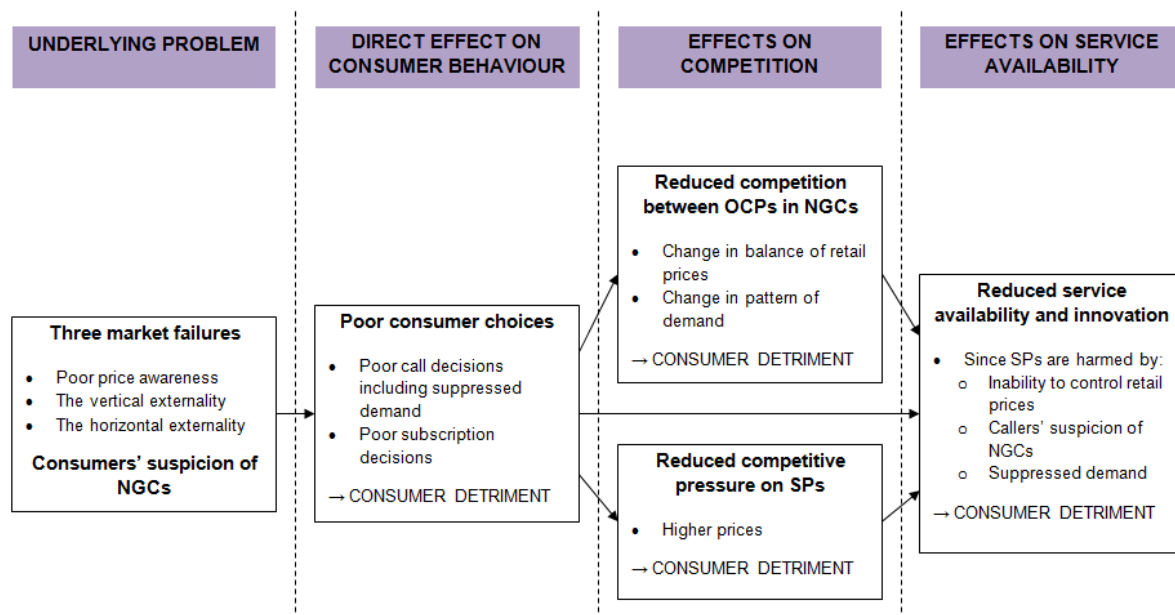 UNDERLYING PROBLEM
DIRECT EFFECT ON
CONSUMER BEHAVIOUR
EFFECTS ON
COMPETITION
EFFECTS ON SERVICE
AVAILABILITY
Three market failures
• Poor price awareness
• The vertical externality
• The horizontal externality
Consumers’ suspicion of
NGCs
Poor consumer choices
• Poor call decisions
including suppressed
demand
• Poor subscription
decisions
→ CONSUMER DETRIMENT
Reduced competition
between OCPs in NGCs
• Change in balance of retail
prices
• Change in pattern of
demand
→ CONSUMER DETRIMENT
Reduced competitive
pressure on SPs
• Higher prices
→ CONSUMER DETRIMENT
Reduced service
availability and innovation
• Since SPs are harmed by:
o Inability to control retail
prices
o Callers’ suspicion of
NGCs
o Suppressed demand
→ CONSUMER DETRIMENT